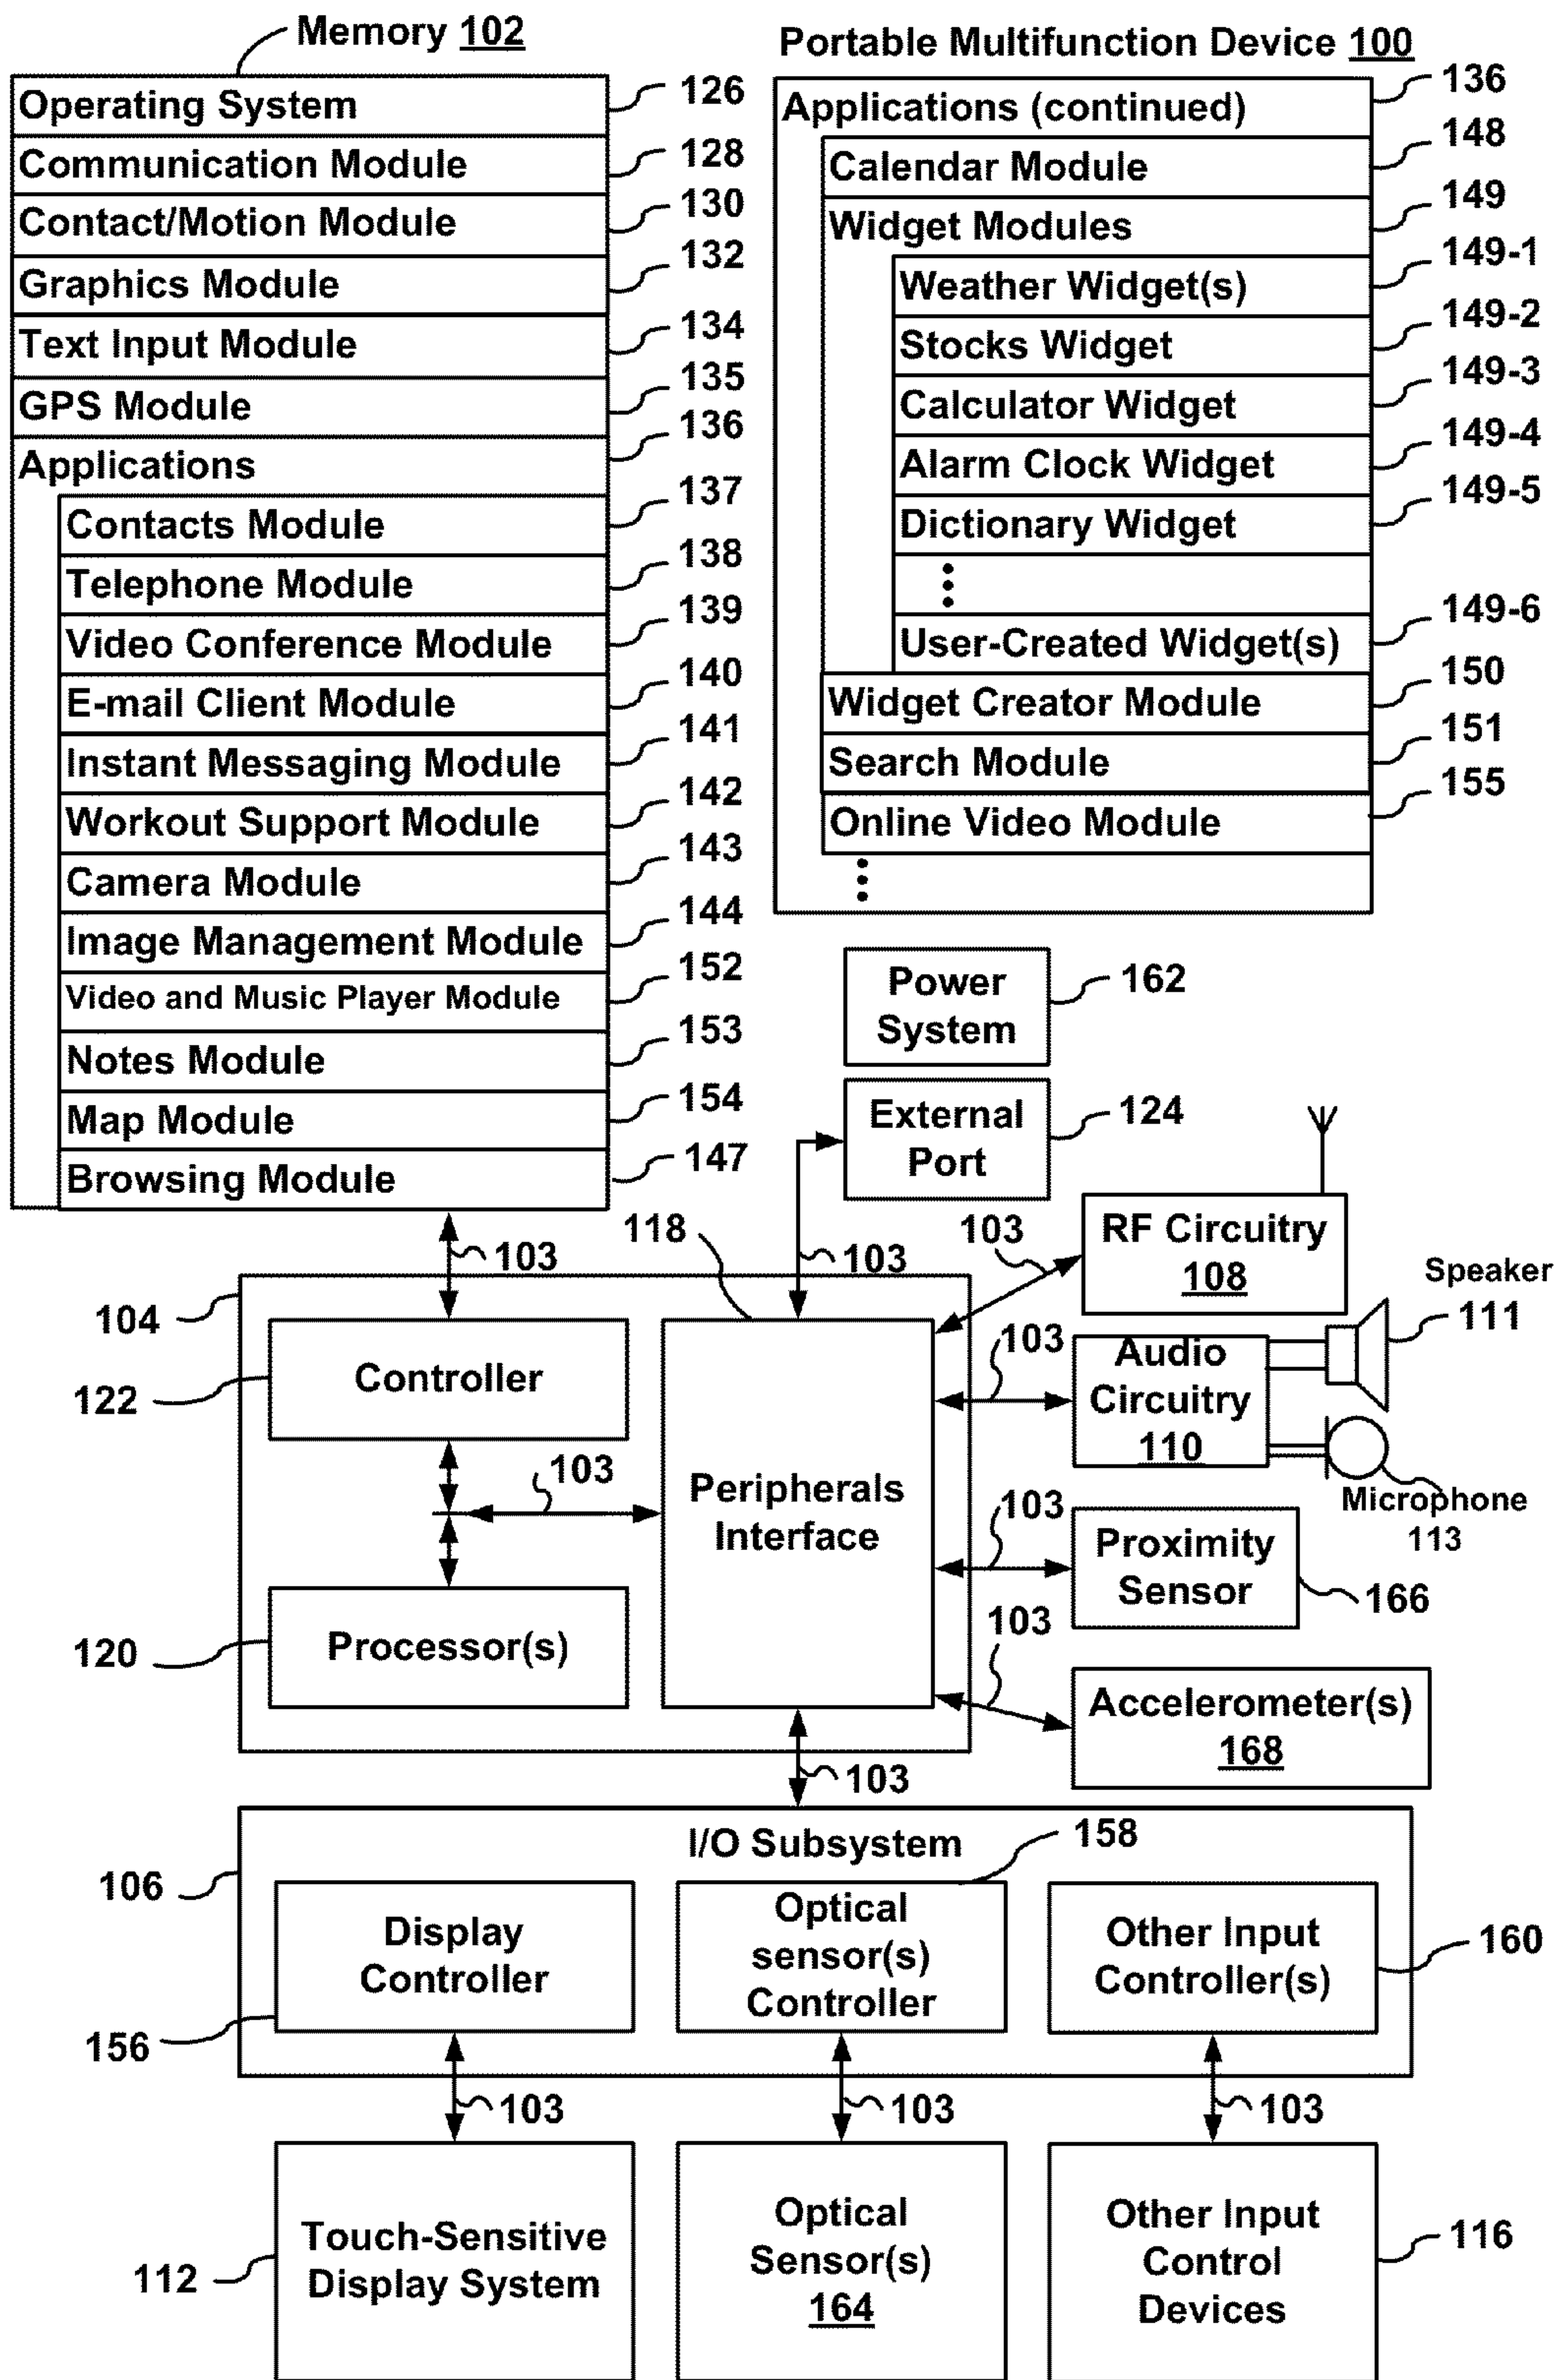 Memory 102
Operating System 126
Communication Module 128
Contact/Motion Module 130
Graphics Module 132
Text Input Module 134
GPS Module 135
Applications 136
Contacts Module 137
Telephone Module 138
Video Conference Module 139
E-mail Client Module 140
Instant Messaging Module 141
Workout Support Module 142
Camera Module 143
Image Management Module 144
Video and Music Player Module 152
Notes Module 153
Map Module 154
Browsing Module 147
Portable Multifunction Device 100
Applications (continued) 136
Calendar Module 148
Widget Modules 149
Weather Widget(s) 149-1
Stocks Widget 149-2
Calculator Widget 149-3
Alarm Clock Widget 149-4
Dictionary Widget 149-5
User-Created Widget(s) 149-6
Widget Creator Module 150
Search Module 151
Online Video Module 155
Power
System
162
External
Port
124
103
118
103
103
RF Circuitry
108
Speaker
111
104
Controller
122
103
Audio
Circuitry
110
103
Peripherals
Interface
Microphone
113
103
Proximity
Sensor
166
Processor(s)
120
103
Accelerometer(s)
168
103
I/O Subsystem
158
106
Display
Controller
156
Optical
sensor(s)
Controller
Other Input
Controller(s)
160
103
103
103
Touch-Sensitive
Display System
112
Optical
Sensor(s)
164
Other Input
Control
Devices
116